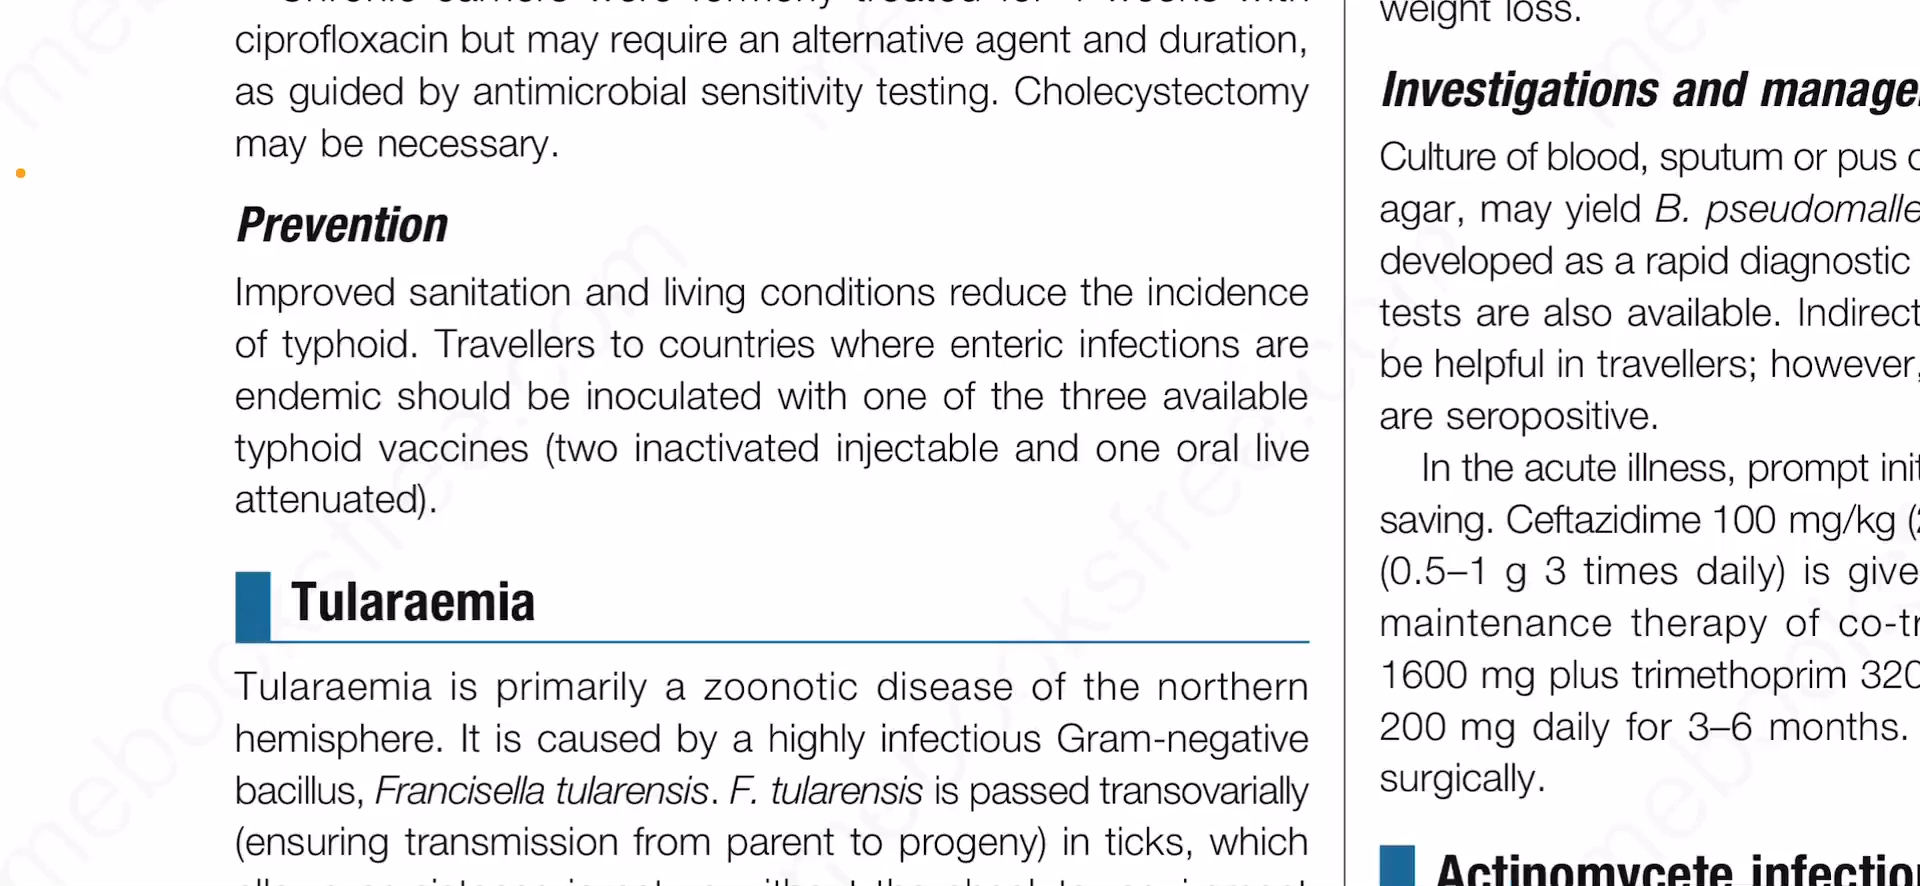 ciprofloxacin but may require an alternative agent and duration,
as guided by antimicrobial sensitivity testing. Cholecystectomy
may be necessary.
Prevention
Improved sanitation and living conditions reduce the incidence
of typhoid. Travellers to countries where enteric infections are
endemic should be inoculated with one of the three available
typhoid vaccines (two inactivated injectable and one oral live
attenuated).
Tularaemia
Tularaemia is primarily a zoonotic disease of the northern
hemisphere. It is caused by a highly infectious Gram-negative
bacillus, Francisella tularensis. F. tularensis is passed transovarially
(ensuring transmission from parent to progeny) in ticks, which
weight loss.
Investigations and manage
Culture of blood, sputum or pus
agar, may yield B. pseudomalle
developed as a rapid diagnostic
tests are also available. Indirect
be helpful in travellers; however,
are seropositive.
In the acute illness, prompt init
saving. Ceftazidime 100 mg/kg (
(0.5–1 g 3 times daily) is give
maintenance therapy of co-tr
1600 mg plus trimethoprim 320
200 mg daily for 3–6 months.
surgically.
Actinomycete infectio